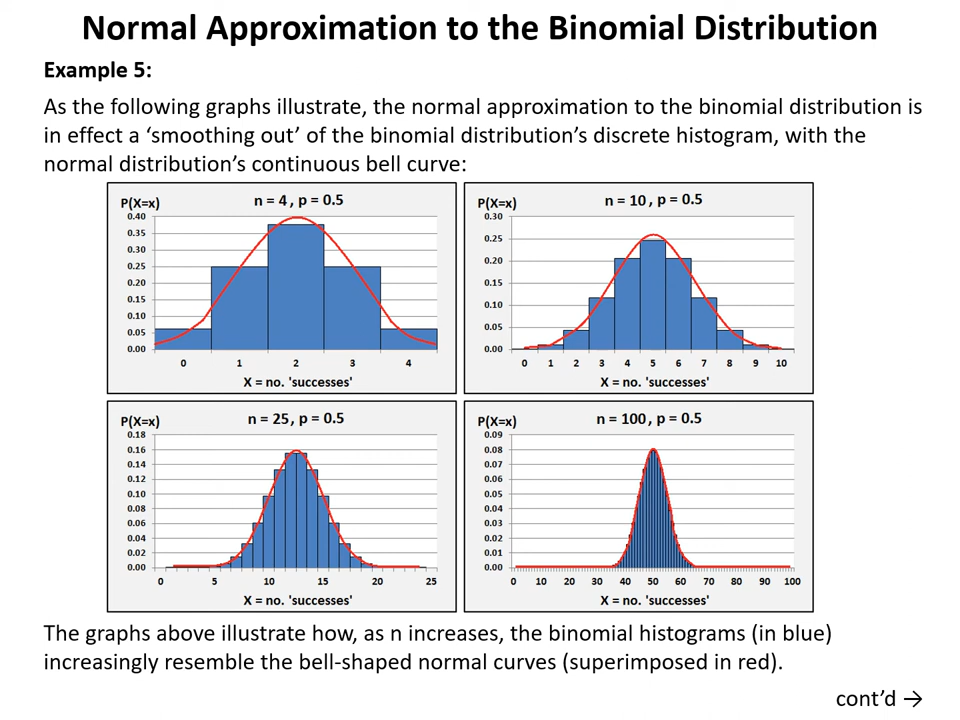 Normal Approximation to the Binomial Distribution
Example 5:
As the following graphs illustrate, the normal approximation to the binomial distribution is
in effect a ‘smoothing out’ of the binomial distribution’s discrete histogram, with the
normal distribution’s continuous bell curve:
P(X=x)
n = 4 , p = 0.5
0.40
0.35
0.30
0.25
0.20
0.15
0.10
0.05
0.00
0 1 2 3 4
X = no. 'successes'
P(X=x)
n = 10 , p = 0.5
0.30
0.25
0.20
0.15
0.10
0.05
0.00
0 1 2 3 4 5 6 7 8 9 10
X = no. 'successes'
P(X=x)
n = 25 , p = 0.5
0.18
0.16
0.14
0.12
0.10
0.08
0.06
0.04
0.02
0.00
0 5 10 15 20 25
X = no. 'successes'
P(X=x)
n = 100 , p = 0.5
0.09
0.08
0.07
0.06
0.05
0.04
0.03
0.02
0.01
0.00
0 10 20 30 40 50 60 70 80 90 100
X = no. 'successes'
The graphs above illustrate how, as n increases, the binomial histograms (in blue)
increasingly resemble the bell-shaped normal curves (superimposed in red).
cont’d →